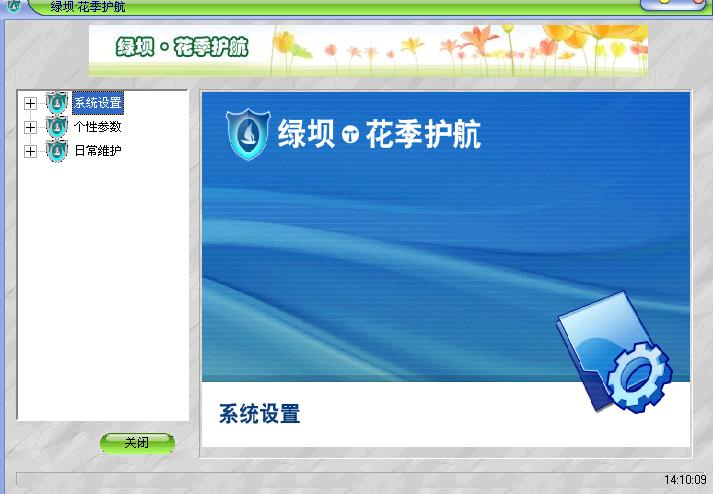 绿坝·花季护航
绿坝·花季护航
系统设置
个性参数
日常维护
绿坝 花季护航
系统设置
关闭
14:10:09